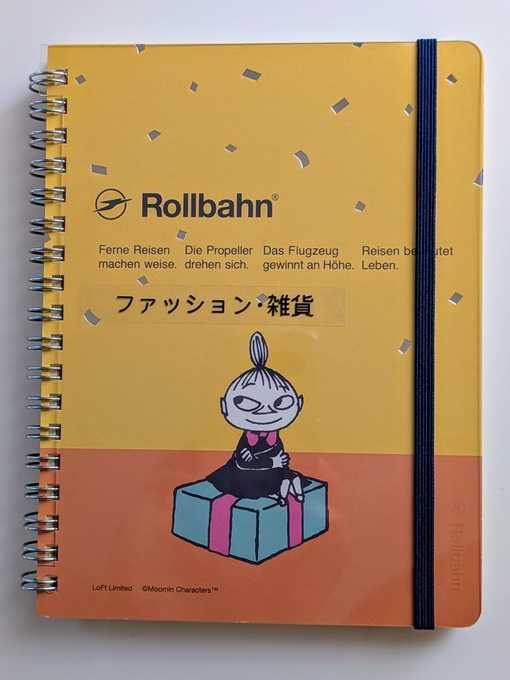 Rollbahn®
Ferne Reisen machen weise.
Die Propeller drehen sich.
Das Flugzeug gewinnt an Höhe.
Reisen Leben.
ファッション・雑貨
Rollbahn
LoFt Limited ©Moomin Characters™